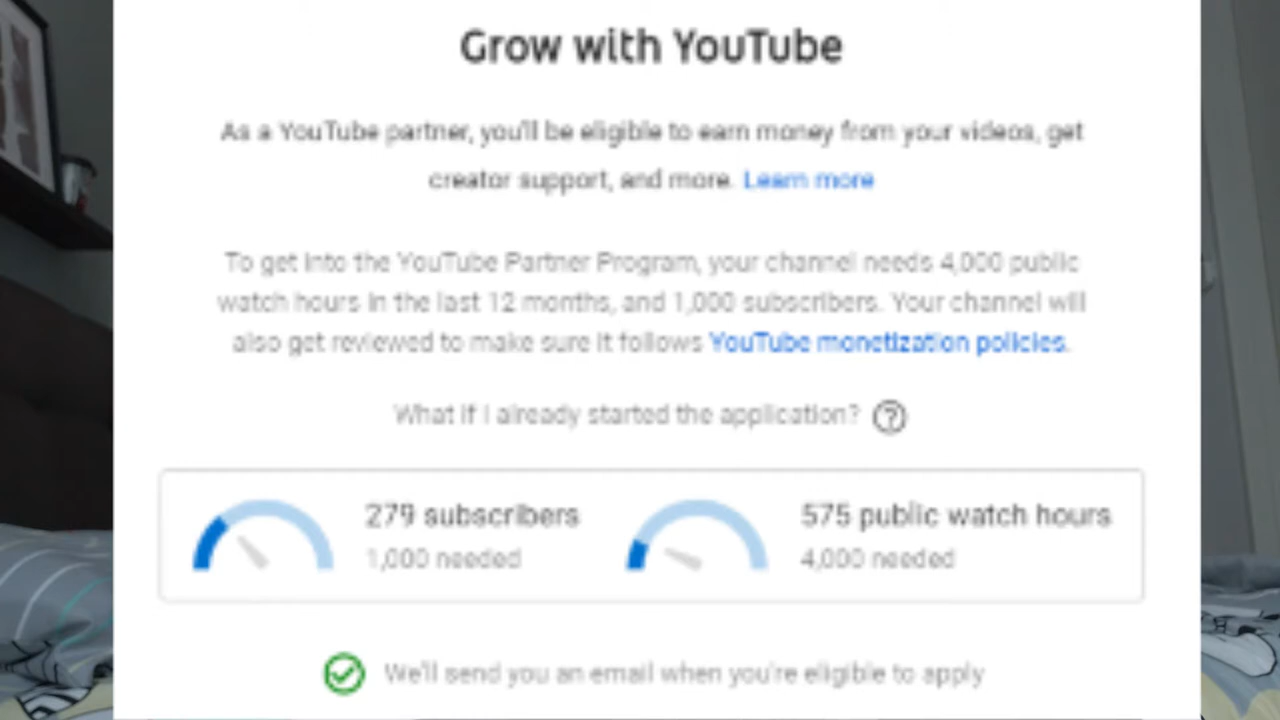 Grow with YouTube
As a YouTube partner, you'll be eligible to earn money from your videos, get
creator support, and more. Learn more
To get into the YouTube Partner Program, your channel needs 4,000 public
watch hours in the last 12 months, and 1,000 subscribers. Your channel will
also get reviewed to make sure it follows YouTube monetization policies.
What if I already started the application? ?
279 subscribers
1,000 needed
575 public watch hours
4,000 needed
We'll send you an email when you're eligible to apply